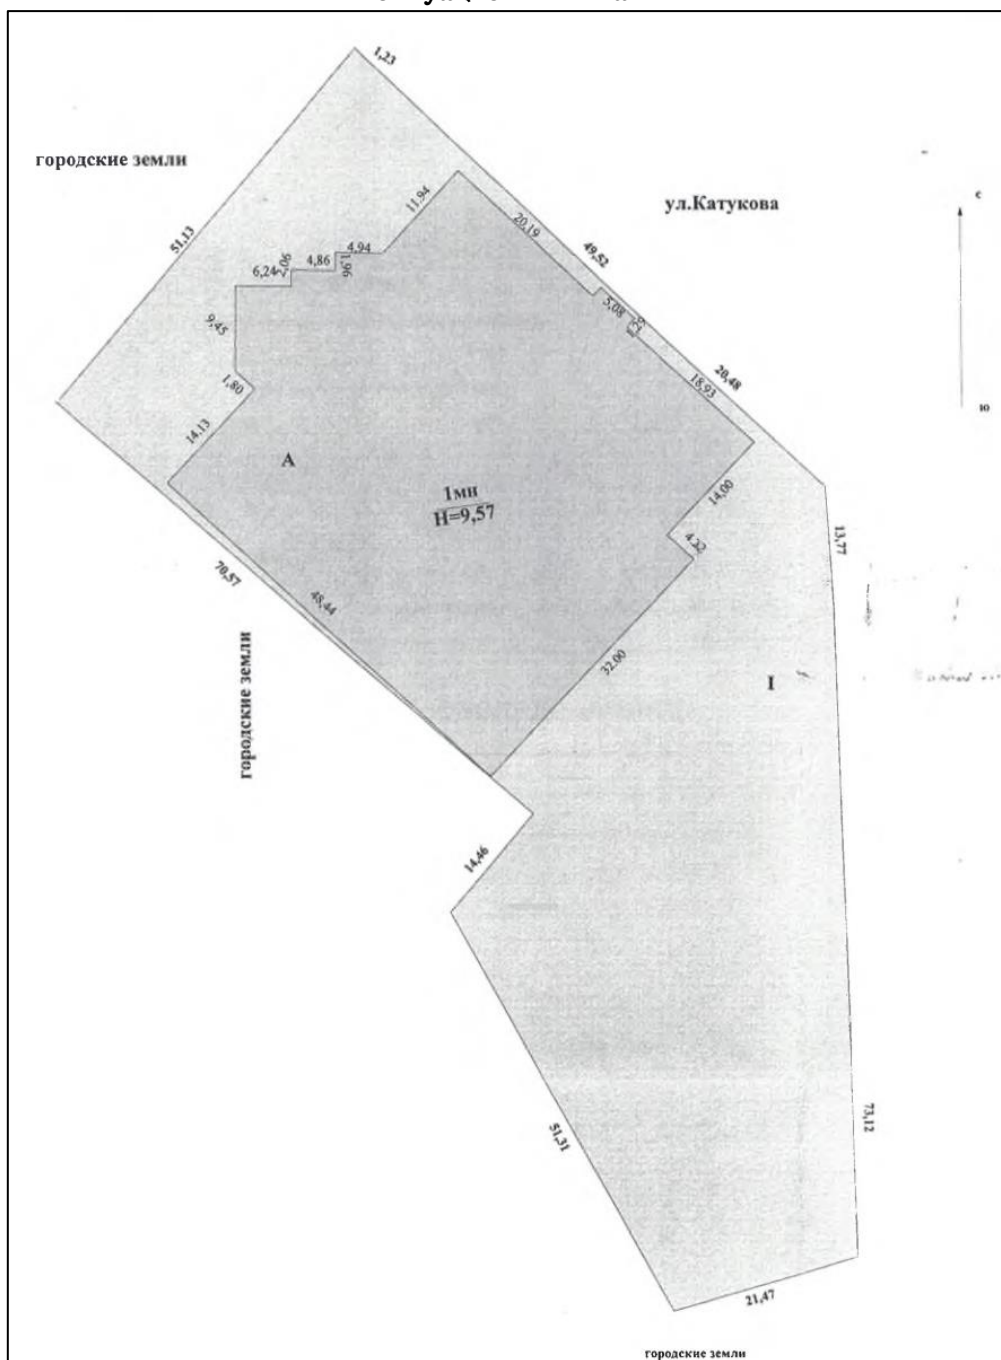 1,23
городские земли
ул.Катукова
с
11,94
20,19
49,52
51,13
4,94
1,96
4,86
2,06
6,24
5,08
9,45
20,48
18,93
1,80
ю
14,13
А
1мн
Н=9,57
14,00
4,32
13,77
70,57
48,44
32,00
I
городские земли
14,46
73,12
51,31
21,47
городские земли